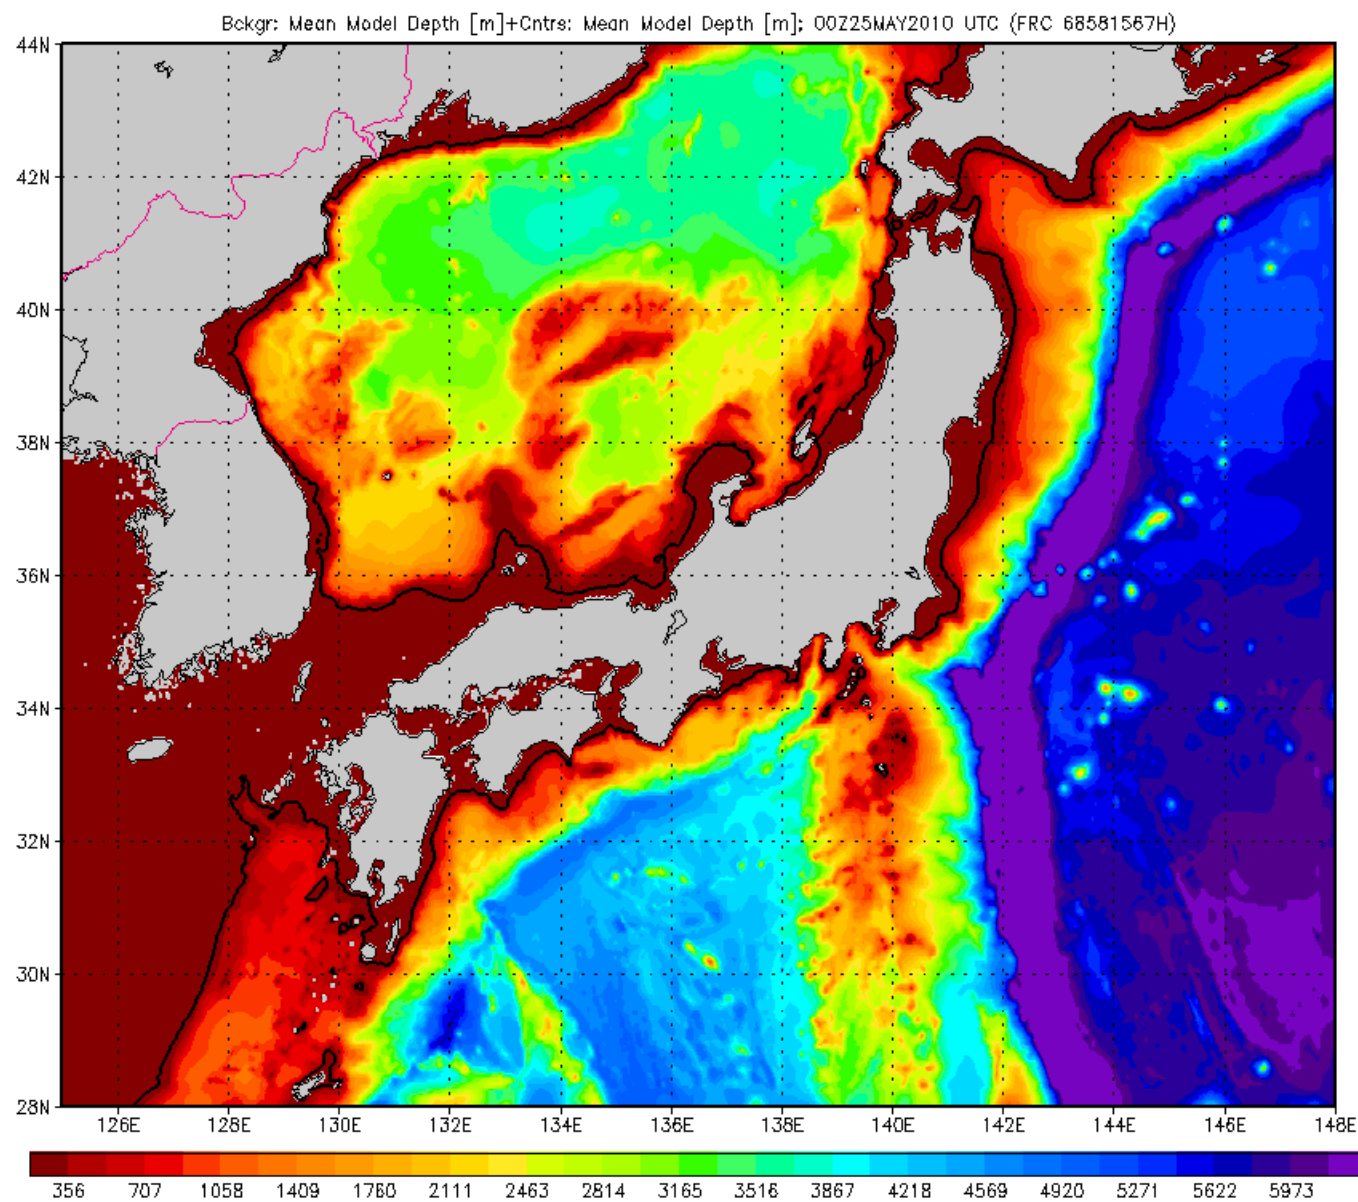 Bckgr: Mean Model Depth [m]+Cntrs: Mean Model Depth [m]; 00Z25MAY2010 UTC (FRC 68581567H)
44N
42N
40N
38N
36N
34N
32N
30N
28N
126E 128E 130E 132E 134E 136E 138E 140E 142E 144E 146E 148E
356 707 1058 1409 1760 2111 2463 2814 3165 3516 3867 4218 4569 4920 5271 5622 5973